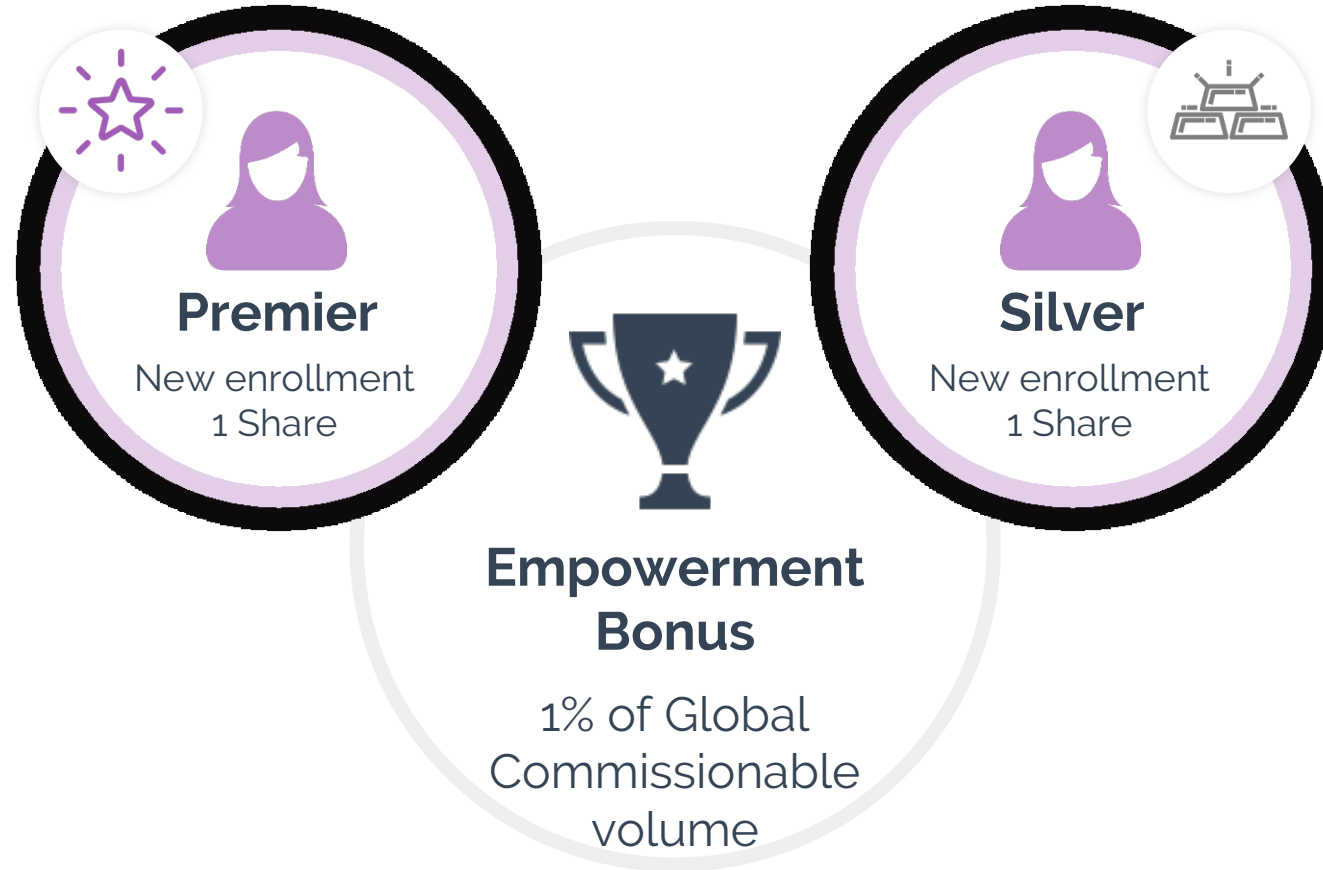 Premier
New enrollment
1 Share
Silver
New enrollment
1 Share
Empowerment
Bonus
1% of Global
Commissionable
volume